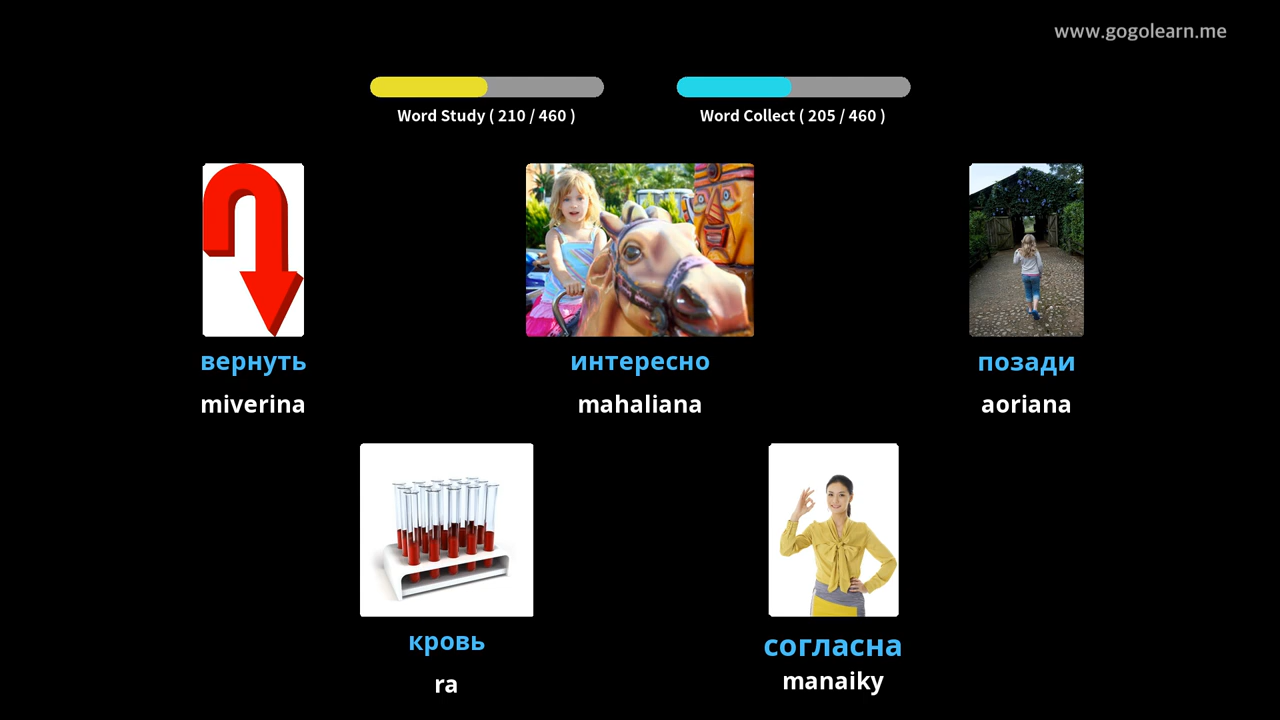 www.gogolearn.me
Word Study ( 210 / 460 )
Word Collect ( 205 / 460 )
вернуть
интересно
позади
miverina
mahaliana
aoriana
кровь
согласна
ra
manaiky